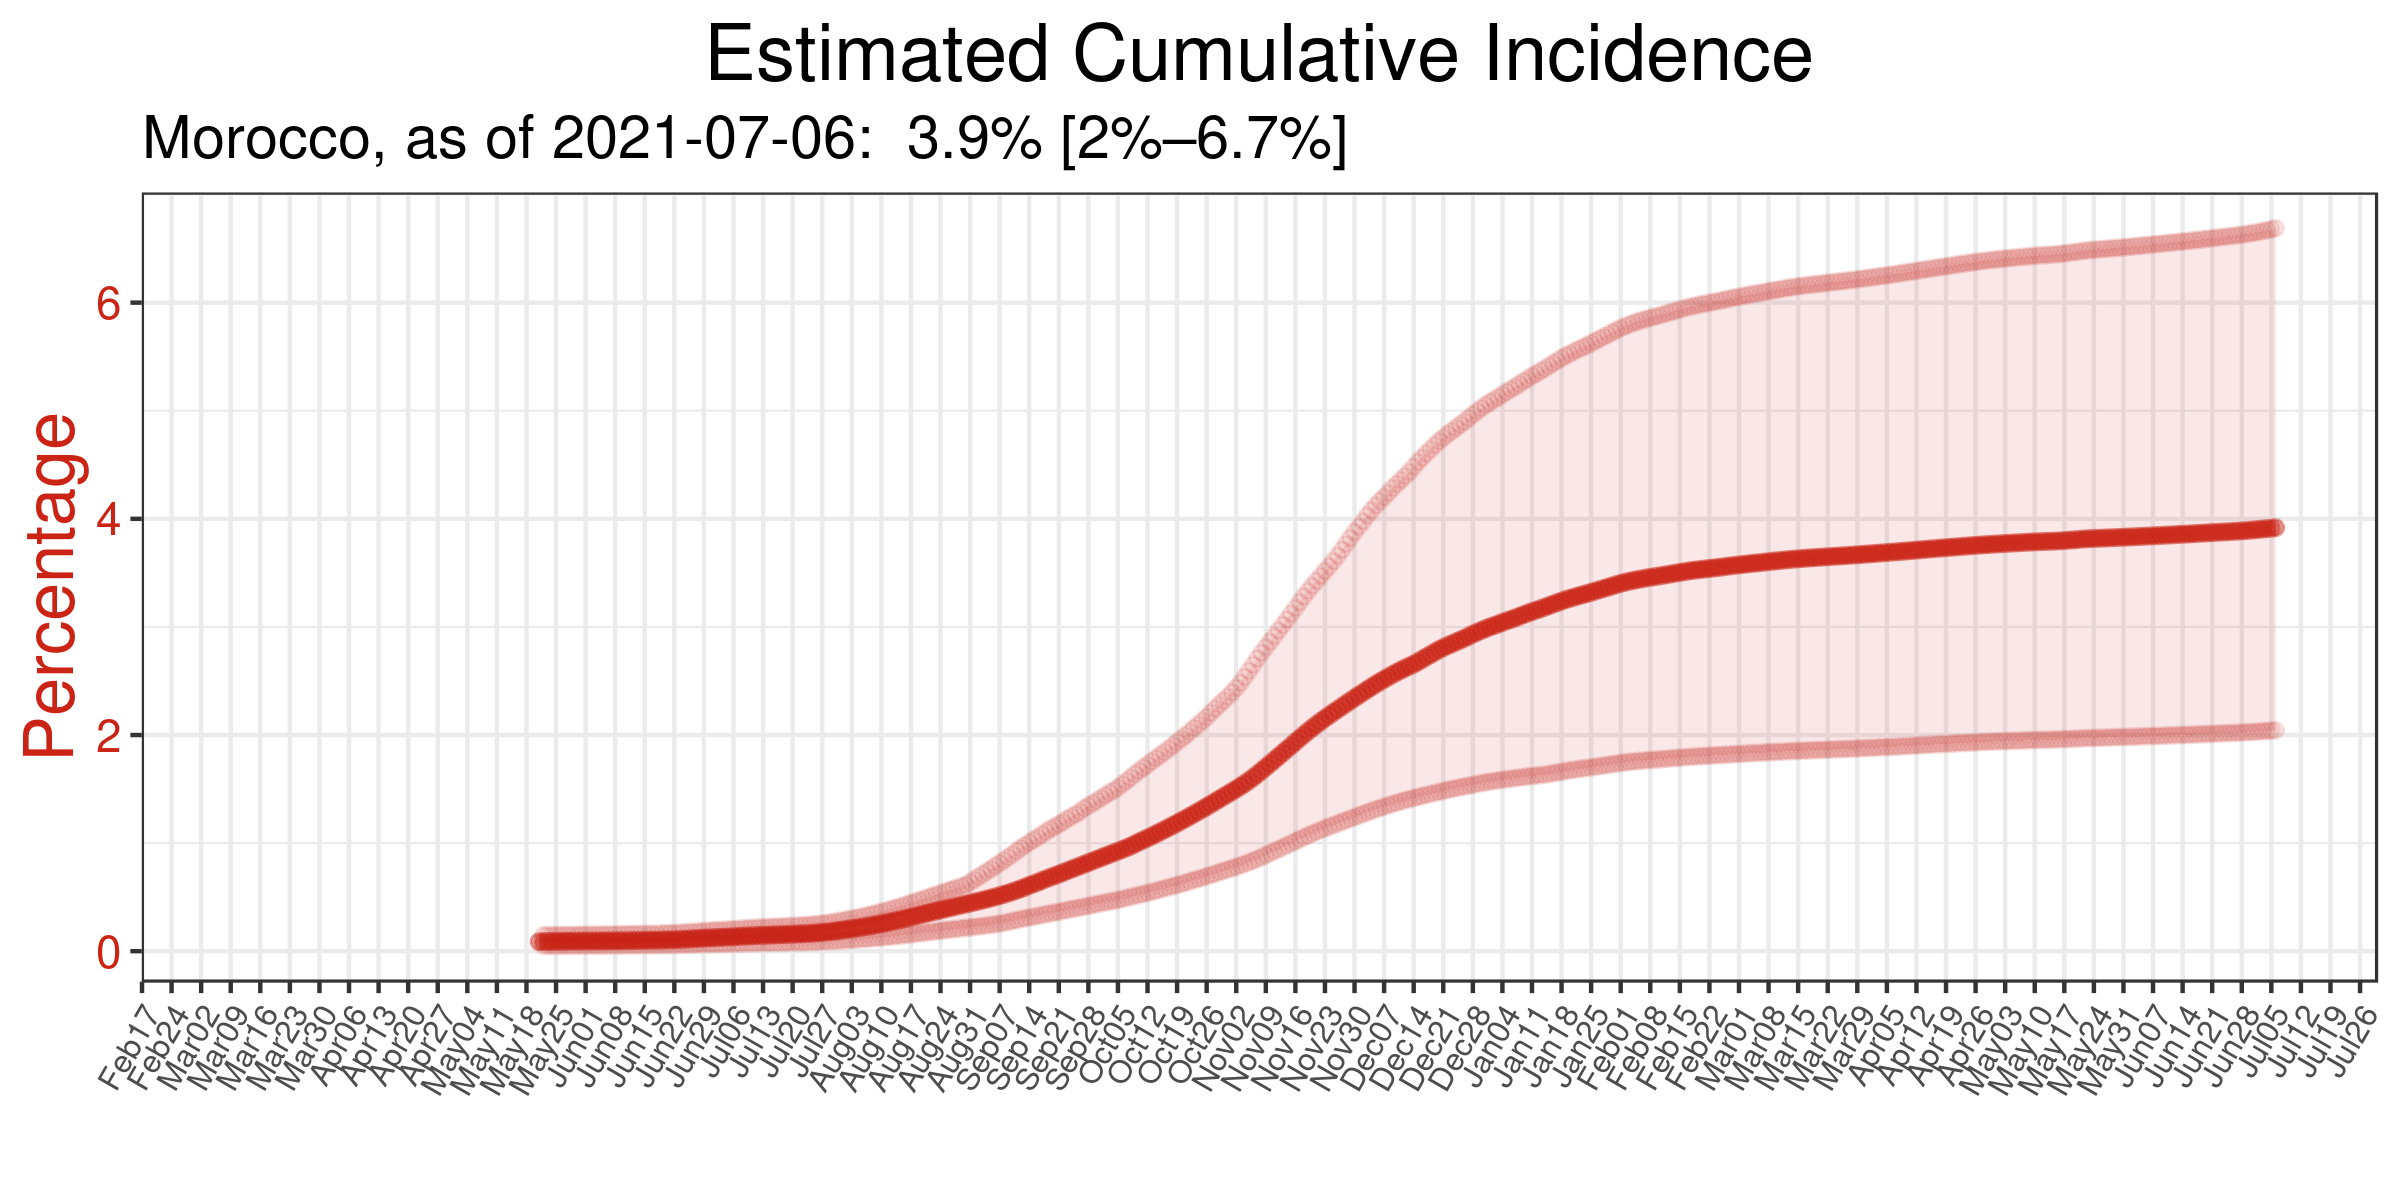 Estimated Cumulative Incidence
Morocco, as of 2021-07-06:  3.9% [2%–6.7%]
Percentage
6
4
2
0
Feb17
Feb24
Mar02
Mar09
Mar16
Mar23
Mar30
Apr06
Apr13
Apr20
Apr27
May04
May11
May18
May25
Jun01
Jun08
Jun15
Jun22
Jun29
Jul06
Jul13
Jul20
Jul27
Aug03
Aug10
Aug17
Aug24
Aug31
Sep07
Sep14
Sep21
Sep28
Oct05
Oct12
Oct19
Oct26
Nov02
Nov09
Nov16
Nov23
Nov30
Dec07
Dec14
Dec21
Dec28
Jan04
Jan11
Jan18
Jan25
Feb01
Feb08
Feb15
Feb22
Mar01
Mar08
Mar15
Mar22
Mar29
Apr05
Apr12
Apr19
Apr26
May03
May10
May17
May24
May31
Jun07
Jun14
Jun21
Jun28
Jul05
Jul12
Jul19
Jul26